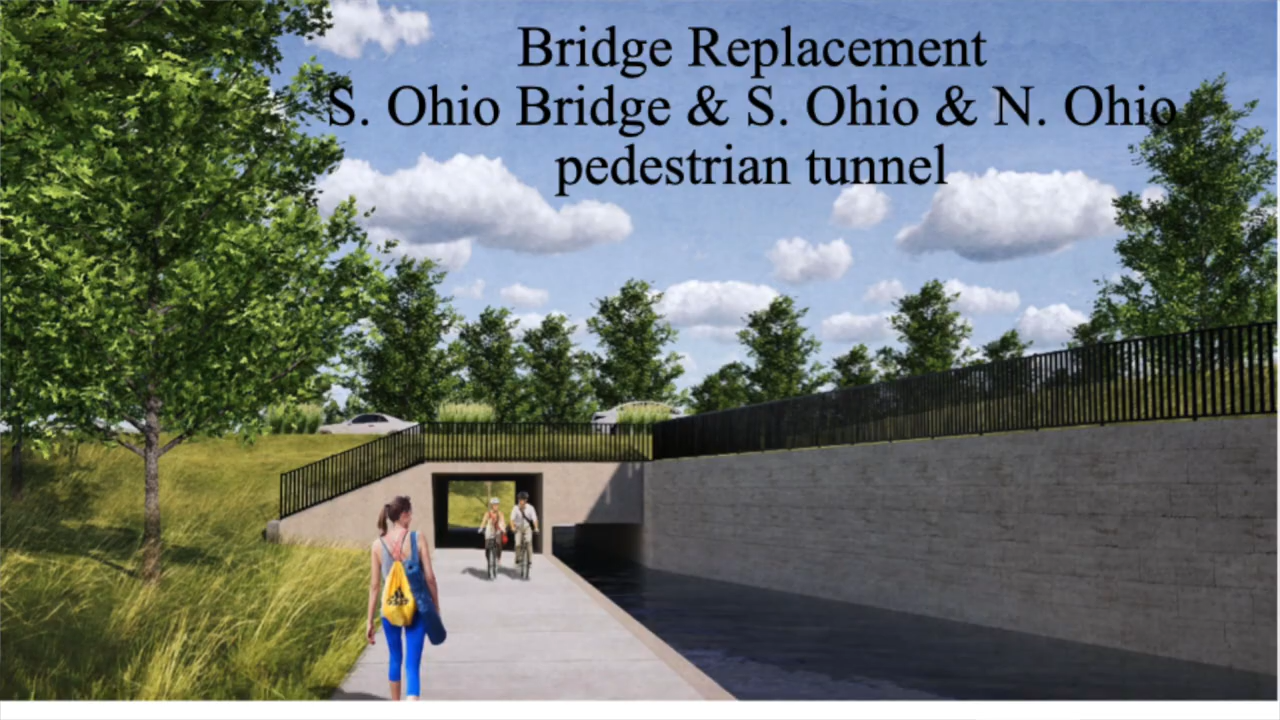 Bridge Replacement
S. Ohio Bridge & S. Ohio & N. Ohio
pedestrian tunnel